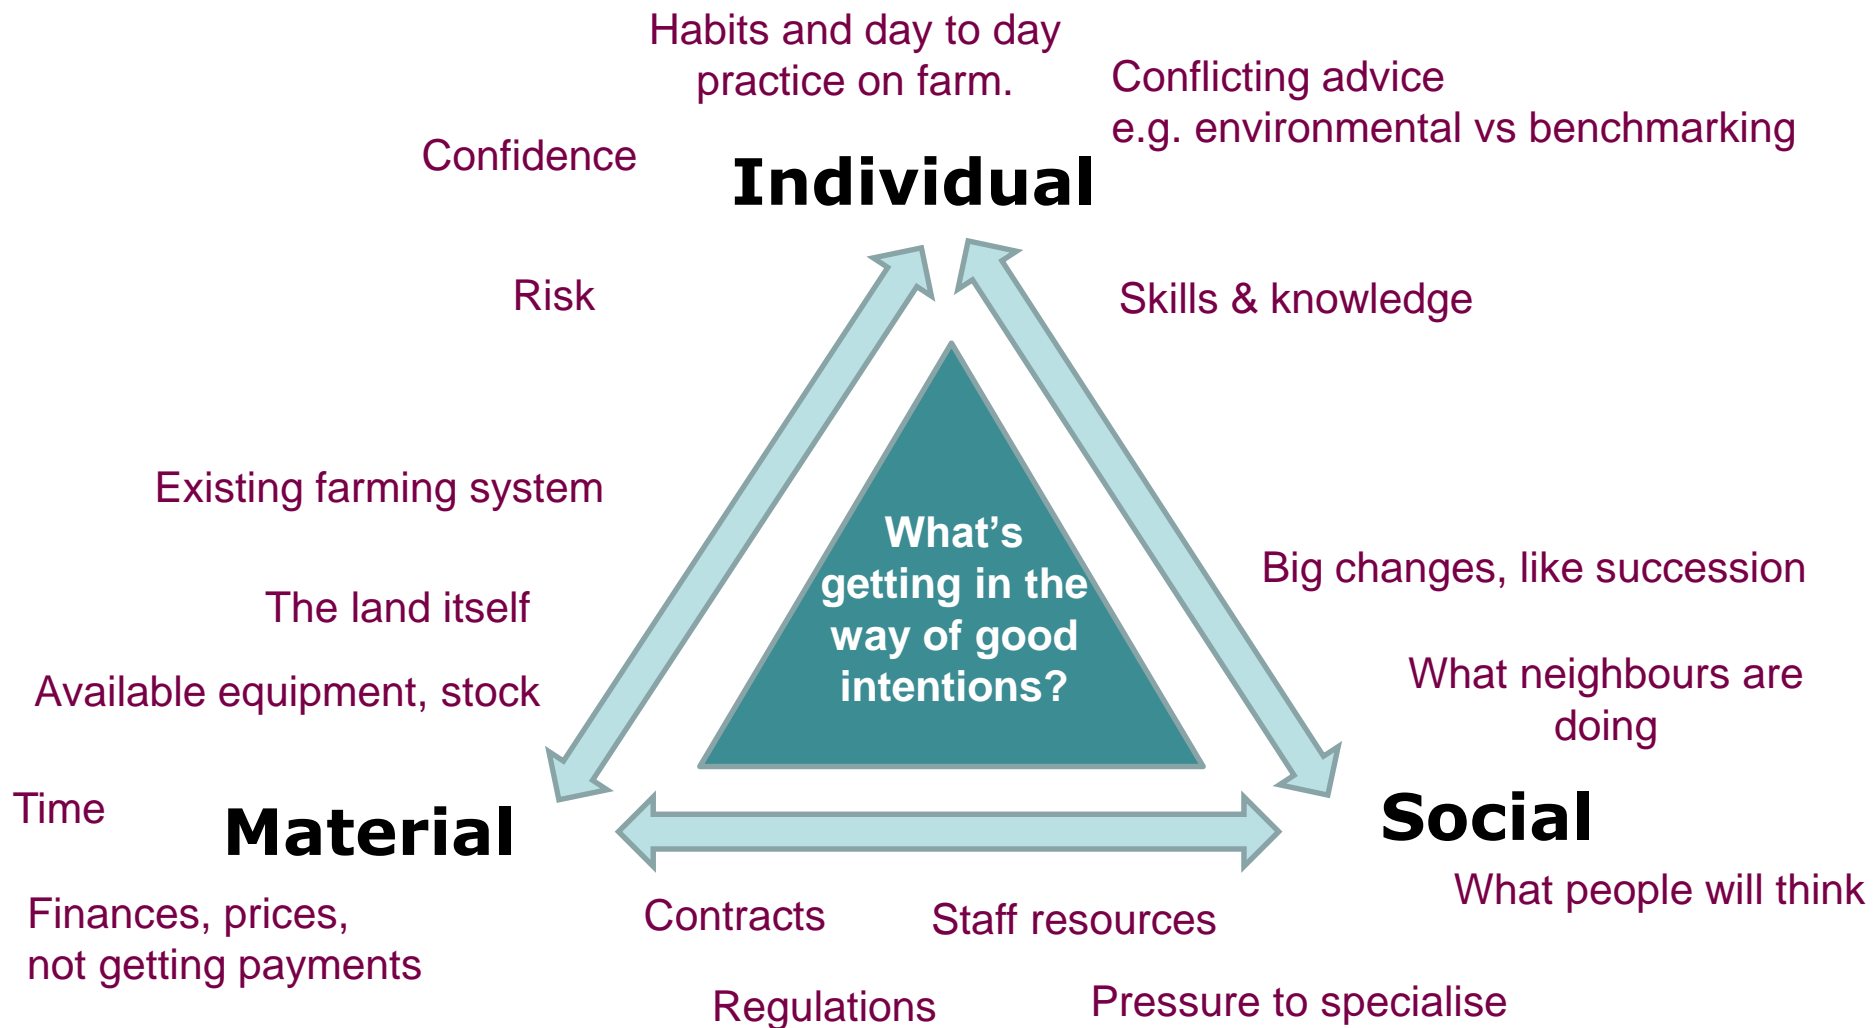 Habits and day to day
practice on farm.
Conflicting advice
e.g. environmental vs benchmarking
Confidence
Individual
Risk
Skills & knowledge
Existing farming system
What’s
getting in the
way of good
intentions?
Big changes, like succession
The land itself
What neighbours are
doing
Available equipment, stock
Time
Material
Social
What people will think
Finances, prices,
not getting payments
Contracts
Staff resources
Regulations
Pressure to specialise